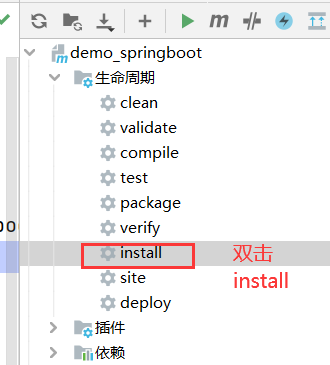 demo_springboot
生命周期
clean
validate
compile
test
package
verify
install
双击
install
site
deploy
插件
依赖